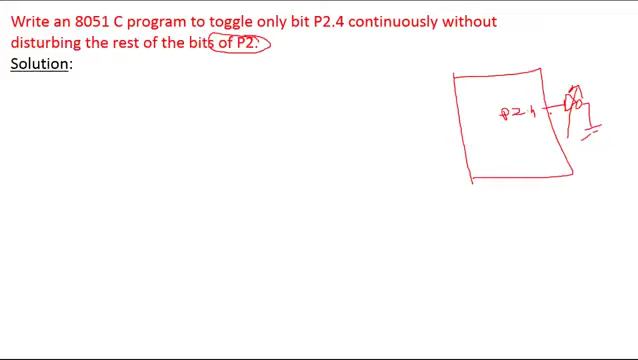 Write an 8051 C program to toggle only bit P2.4 continuously without
disturbing the rest of the bits of P2.
Solution:
P2.4